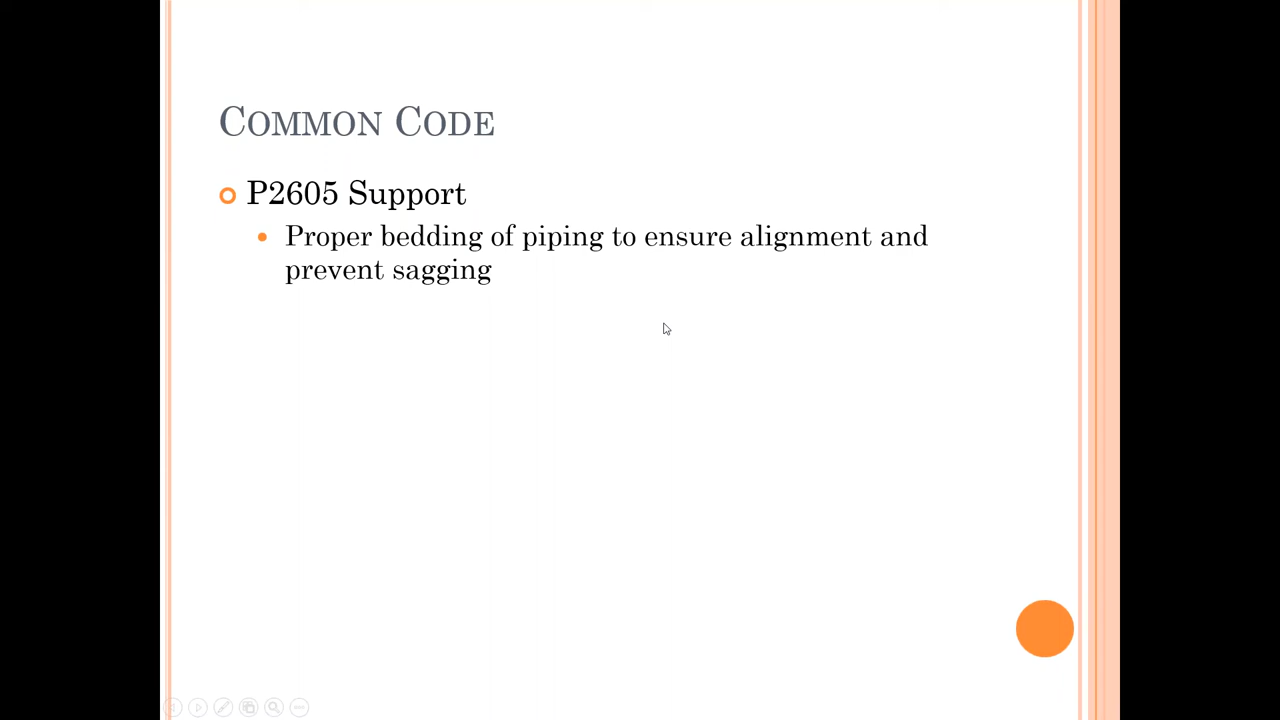 Common Code
P2605 Support
Proper bedding of piping to ensure alignment and
prevent sagging